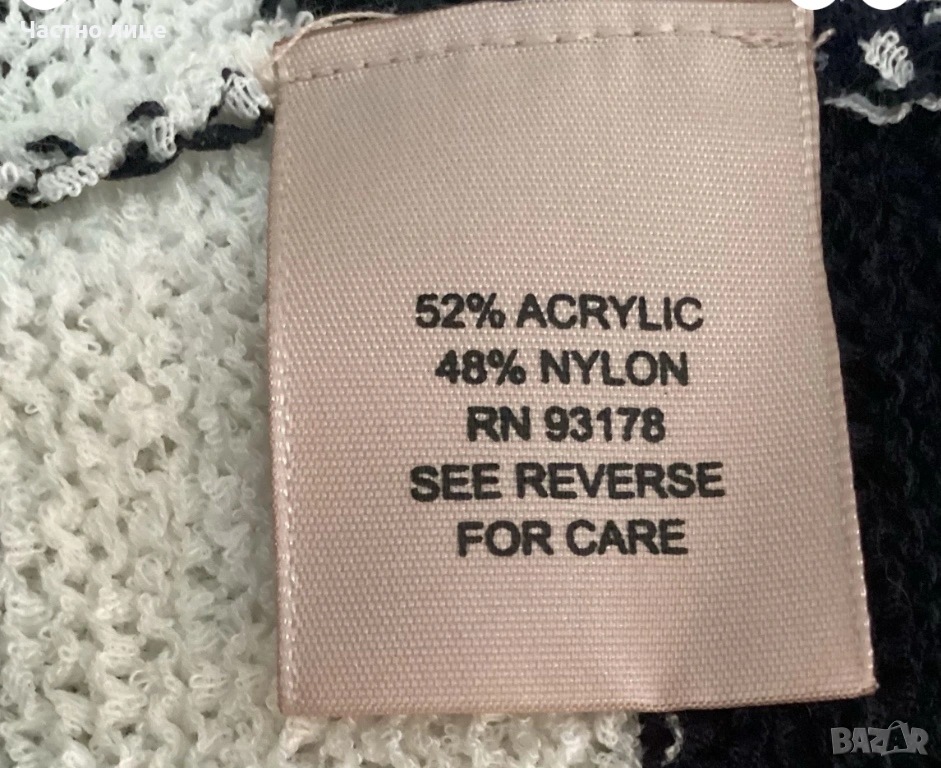 Частно лице
52% ACRYLIC
48% NYLON
RN 93178
SEE REVERSE
FOR CARE
BAZAR